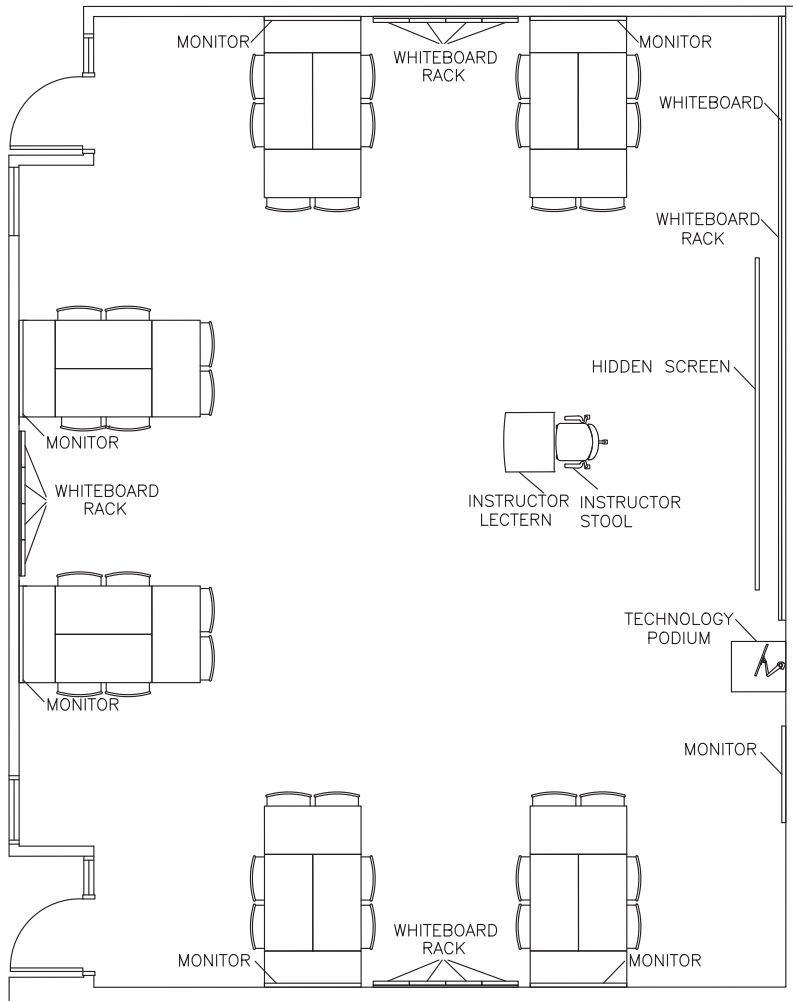 MONITOR
WHITEBOARD
RACK
MONITOR
WHITEBOARD
WHITEBOARD
RACK
HIDDEN SCREEN
MONITOR
WHITEBOARD
RACK
INSTRUCTOR
LECTERN
INSTRUCTOR
STOOL
TECHNOLOGY
PODIUM
MONITOR
MONITOR
WHITEBOARD
RACK
MONITOR
MONITOR